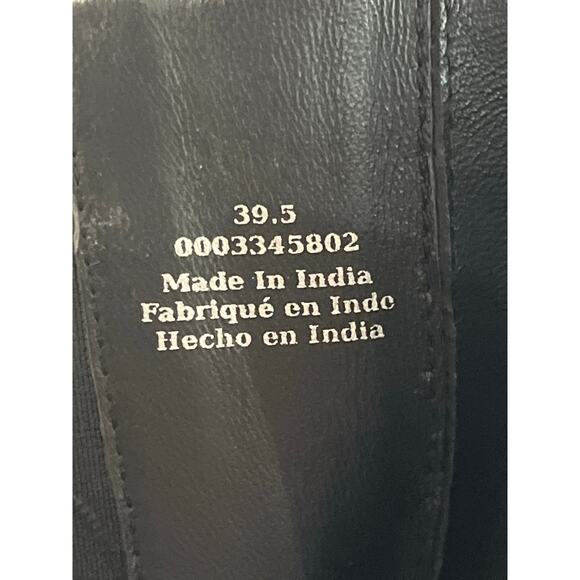 39.5
0003345802
Made In India
Fabriqué en Inde
Hecho en India